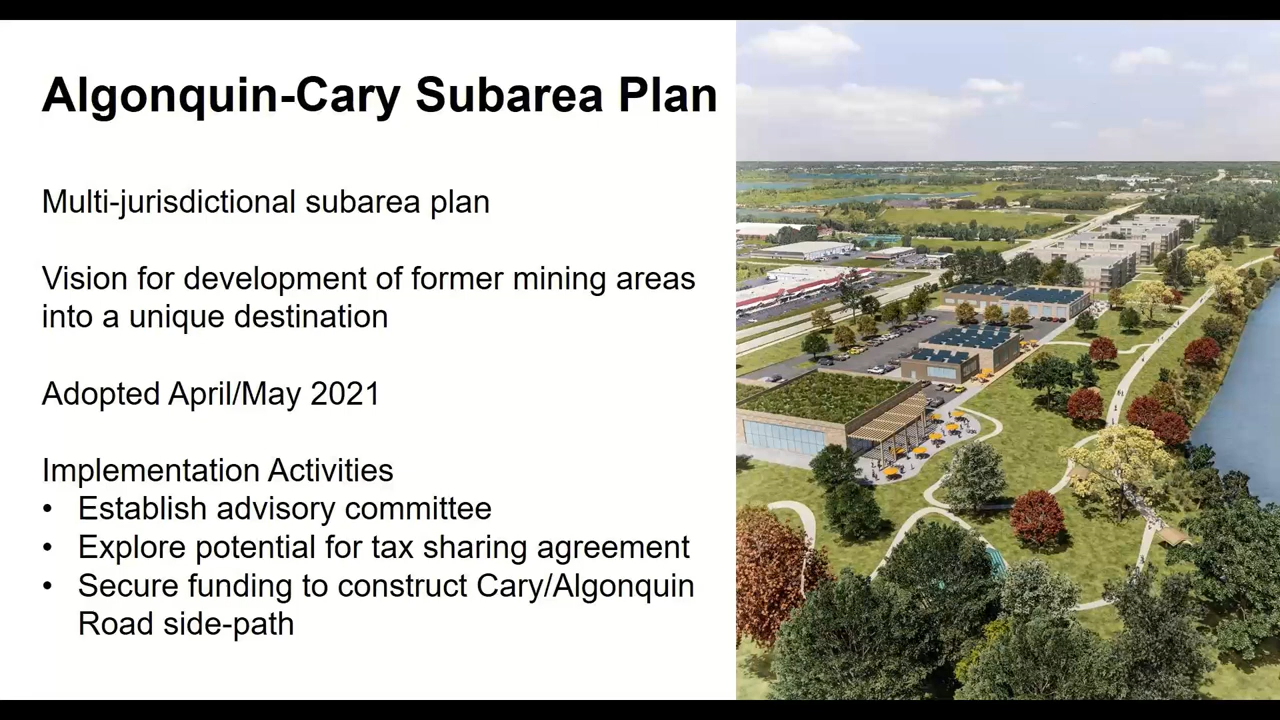 Algonquin-Cary Subarea Plan
Multi-jurisdictional subarea plan
Vision for development of former mining areas
into a unique destination
Adopted April/May 2021
Implementation Activities
• Establish advisory committee
• Explore potential for tax sharing agreement
• Secure funding to construct Cary/Algonquin
Road side-path